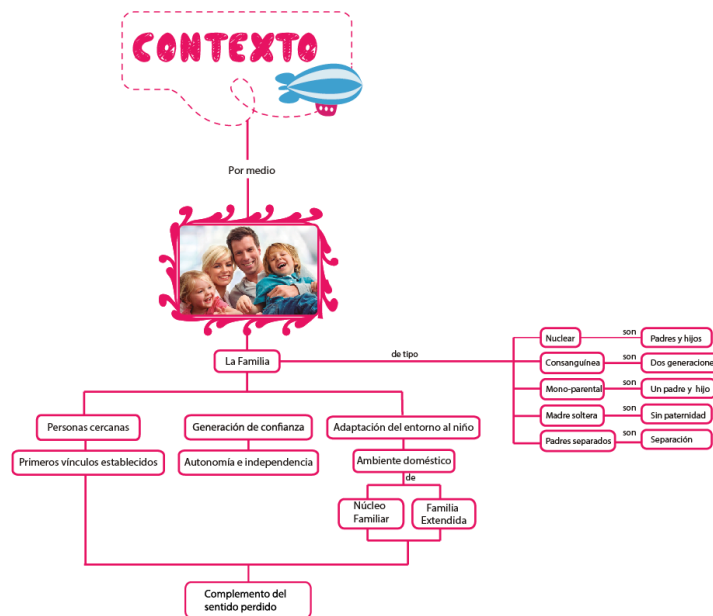 CONTEXTO
Por medio
La Familia
de tipo
Nuclear
son
Padres y hijos
Consanguínea
son
Dos generacione
Mono-parental
son
Un padre y hijo
Madre soltera
son
Sin paternidad
Padres separados
son
Separación
Personas cercanas
Generación de confianza
Adaptación del entorno al niño
Primeros vínculos establecidos
Autonomía e independencia
Ambiente doméstico
de
Núcleo
Familiar
Familia
Extendida
Complemento del
sentido perdido